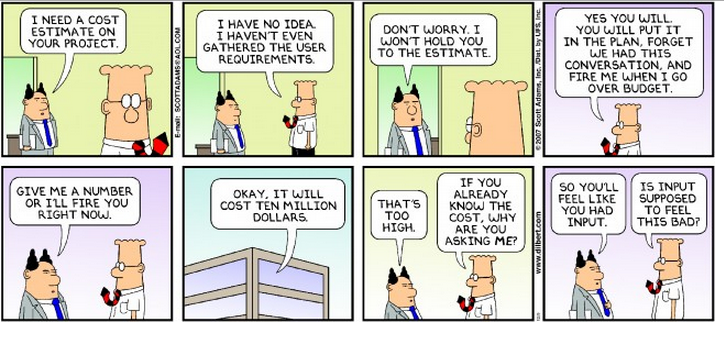 I NEED A COST
ESTIMATE ON
YOUR PROJECT.
E-mail: SCOTTADAMS@AOL.COM
I HAVE NO IDEA.
I HAVEN'T EVEN
GATHERED THE USER
REQUIREMENTS.
DON'T WORRY. I
WON'T HOLD YOU
TO THE ESTIMATE.
© 2007 Scott Adams, Inc. /Dist. by UFS, Inc.
YES YOU WILL.
YOU WILL PUT IT
IN THE PLAN, FORGET
WE HAD THIS
CONVERSATION, AND
FIRE ME WHEN I GO
OVER BUDGET.
GIVE ME A NUMBER
OR I'LL FIRE YOU
RIGHT NOW.
OKAY, IT WILL
COST TEN MILLION
DOLLARS.
THAT'S
TOO
HIGH.
IF YOU
ALREADY
KNOW THE
COST, WHY
ARE YOU
ASKING ME?
www.dilbert.com
SO YOU'LL
FEEL LIKE
YOU HAD
INPUT.
IS INPUT
SUPPOSED
TO FEEL
THIS BAD?